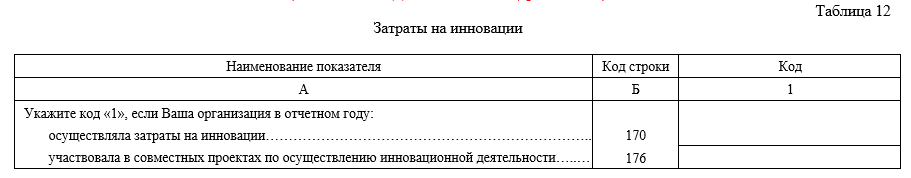 Таблица 12
Затраты на инновации
Наименование показателя Код строки Код
А Б 1
Укажите код «1», если Ваша организация в отчетном году:
осуществляла затраты на инновации……………………………………………………………….. 170
участвовала в совместных проектах по осуществлению инновационной деятельности…..…. 176